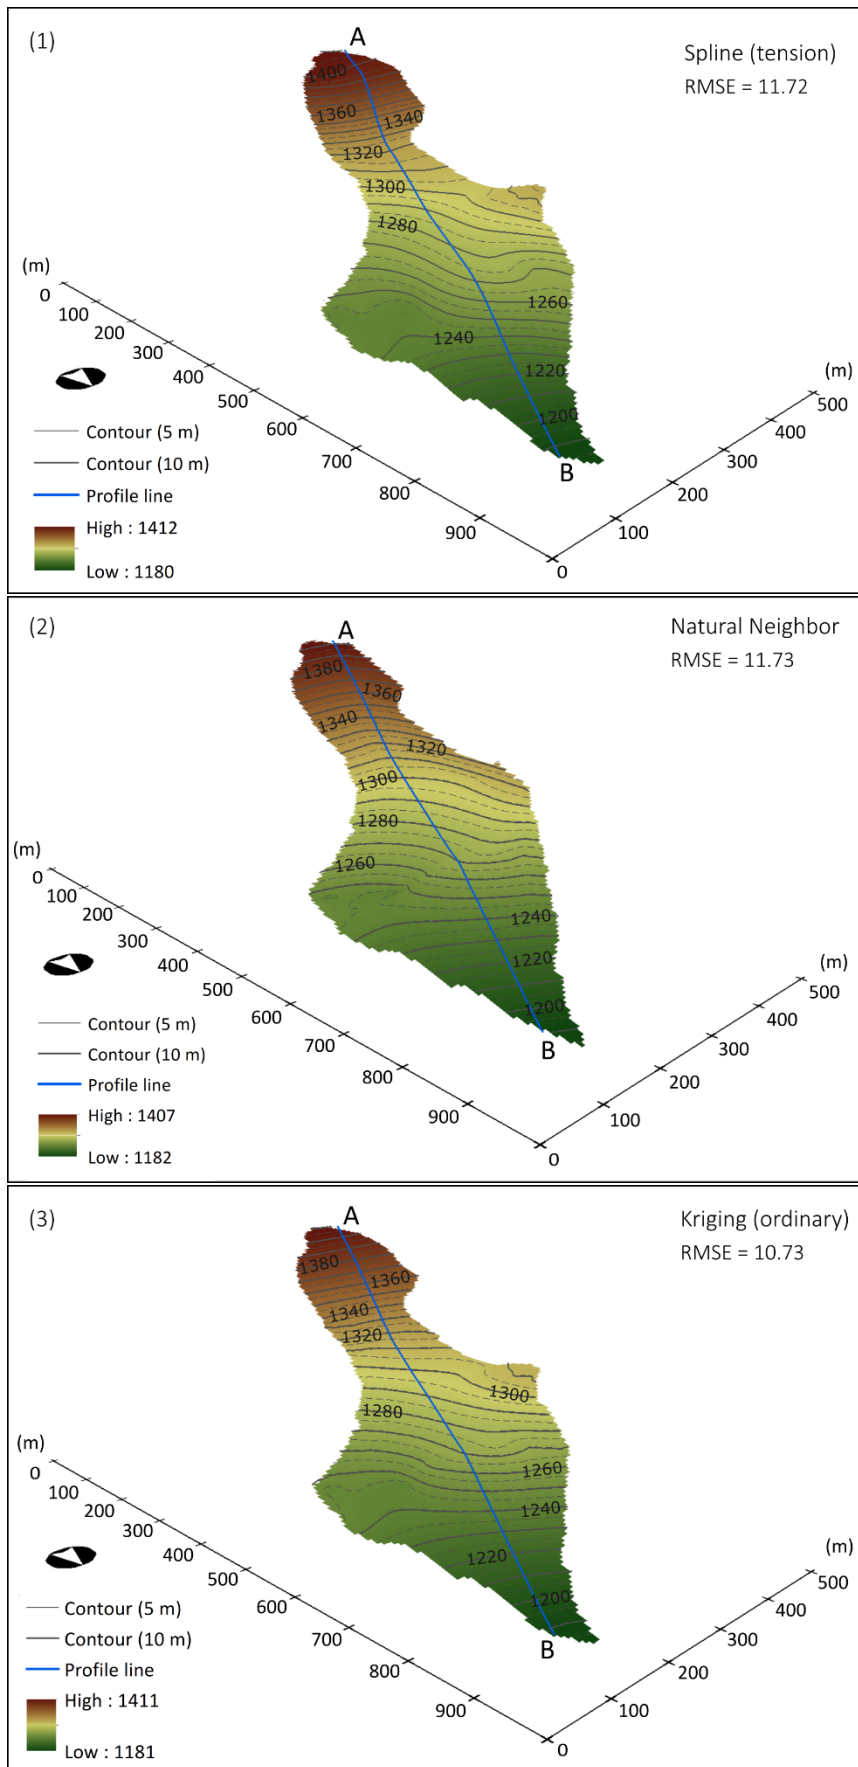 (1)
A
Spline (tension)
RMSE = 11.72
1400
1360
1340
1320
1300
1280
1260
1240
1220
1200
B
(m)
0
100
200
300
400
500
600
700
800
900
(m)
500
400
300
200
100
0
Contour (5 m)
Contour (10 m)
Profile line
High : 1412
Low : 1180
(2)
A
Natural Neighbor
RMSE = 11.73
1380
1360
1340
1320
1300
1280
1260
1240
1220
1200
B
(m)
0
100
200
300
400
500
600
700
800
900
(m)
500
400
300
200
100
0
Contour (5 m)
Contour (10 m)
Profile line
High : 1407
Low : 1182
(3)
A
Kriging (ordinary)
RMSE = 10.73
1380
1360
1340
1320
1300
1280
1260
1240
1220
1200
B
(m)
0
100
200
300
400
500
600
700
800
900
(m)
500
400
300
200
100
0
Contour (5 m)
Contour (10 m)
Profile line
High : 1411
Low : 1181